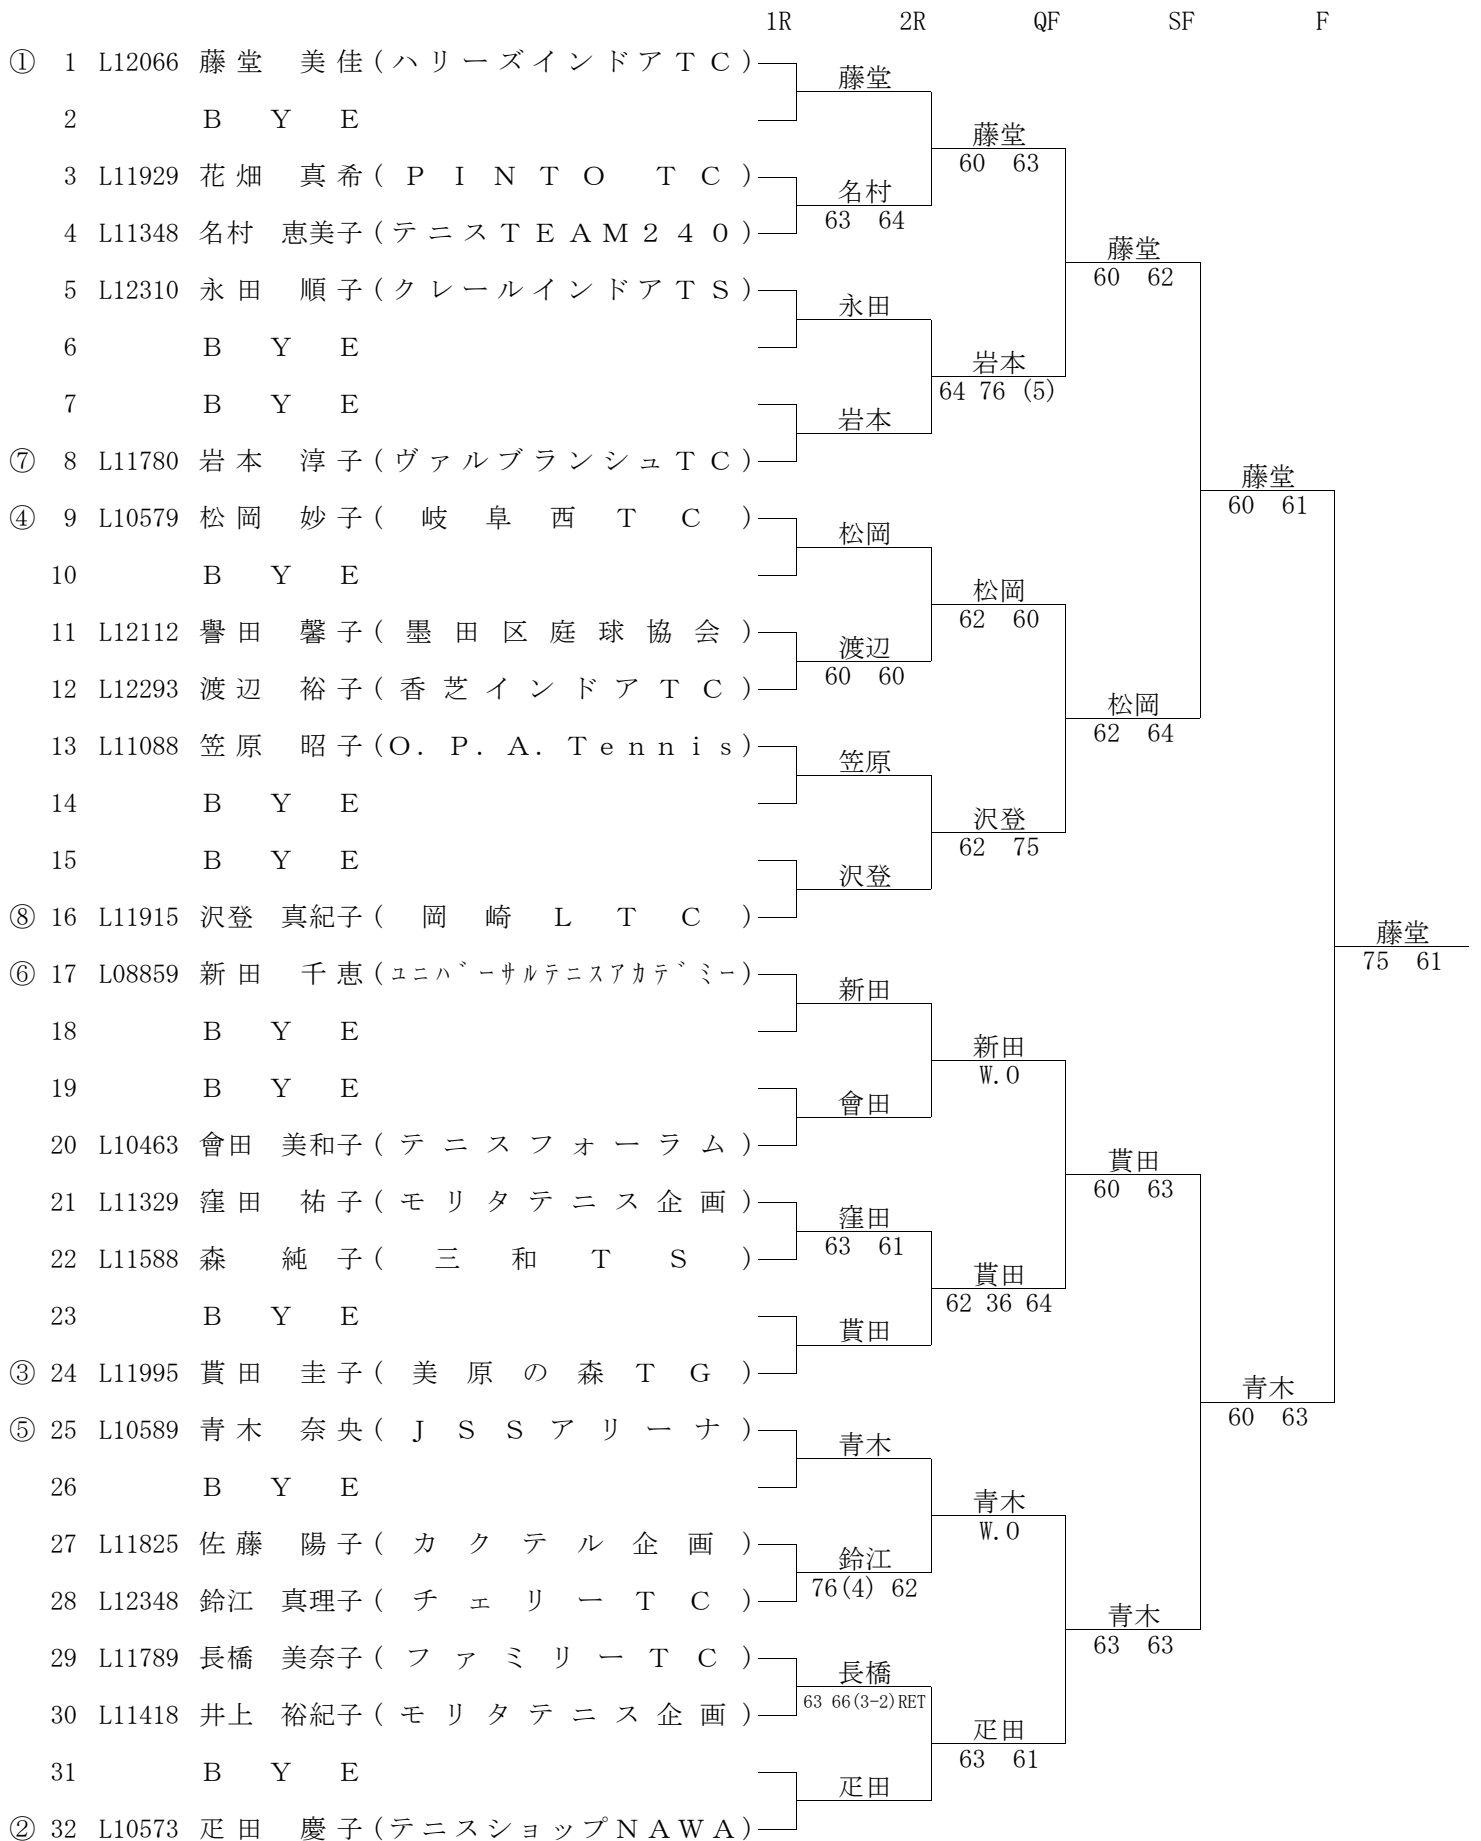 1R 2R QF SF F
① 1 L12066 藤堂 美佳(ハリーズインドアTC)
藤堂
2 BYE
藤堂
60 63
3 L11929 花畑 真希(PINTO TC)
名村
63 64
4 L11348 名村 恵美子(テニスTEAM240)
藤堂
60 62
5 L12310 永田 順子(クレールインドアTS)
永田
6 BYE
岩本
64 76 (5)
7 BYE
岩本
⑦ 8 L11780 岩本 淳子(ヴァルブランシュTC)
藤堂
60 61
④ 9 L10579 松岡 妙子(岐阜西TC)
松岡
10 BYE
松岡
62 60
11 L12112 譽田 馨子(墨田区庭球協会)
渡辺
60 60
12 L12293 渡辺 裕子(香芝インドアTC)
松岡
62 64
13 L11088 笠原 昭子(O.P.A.Tennis)
笠原
14 BYE
沢登
62 75
15 BYE
沢登
⑧ 16 L11915 沢登 真紀子(岡崎LTC)
藤堂
75 61
⑥ 17 L08859 新田 千恵(ユニバーサルテニスアカデミー)
新田
18 BYE
新田
W.O
19 BYE
會田
20 L10463 會田 美和子(テニスフォーラム)
貰田
60 63
21 L11329 窪田 祐子(モリタテニス企画)
窪田
63 61
22 L11588 森 純子(三和TS)
貰田
62 36 64
23 BYE
貰田
③ 24 L11995 貰田 圭子(美原の森TG)
青木
60 63
⑤ 25 L10589 青木 奈央(JSSアリーナ)
青木
26 BYE
青木
W.O
27 L11825 佐藤 陽子(カクテル企画)
鈴江
76(4) 62
28 L12348 鈴江 真理子(チェリーTC)
青木
63 63
29 L11789 長橋 美奈子(ファミリーTC)
長橋
63 66(3-2)RET
30 L11418 井上 裕紀子(モリタテニス企画)
疋田
63 61
31 BYE
疋田
② 32 L10573 疋田 慶子(テニスショップNAWA)